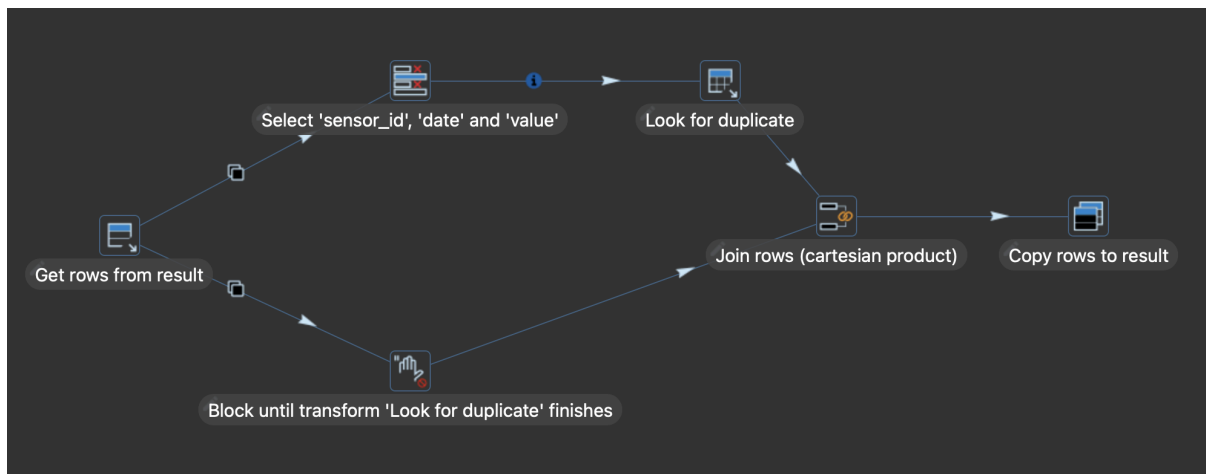 Select 'sensor_id', 'date' and 'value'
Look for duplicate
Get rows from result
Join rows (cartesian product)
Copy rows to result
Block until transform 'Look for duplicate' finishes